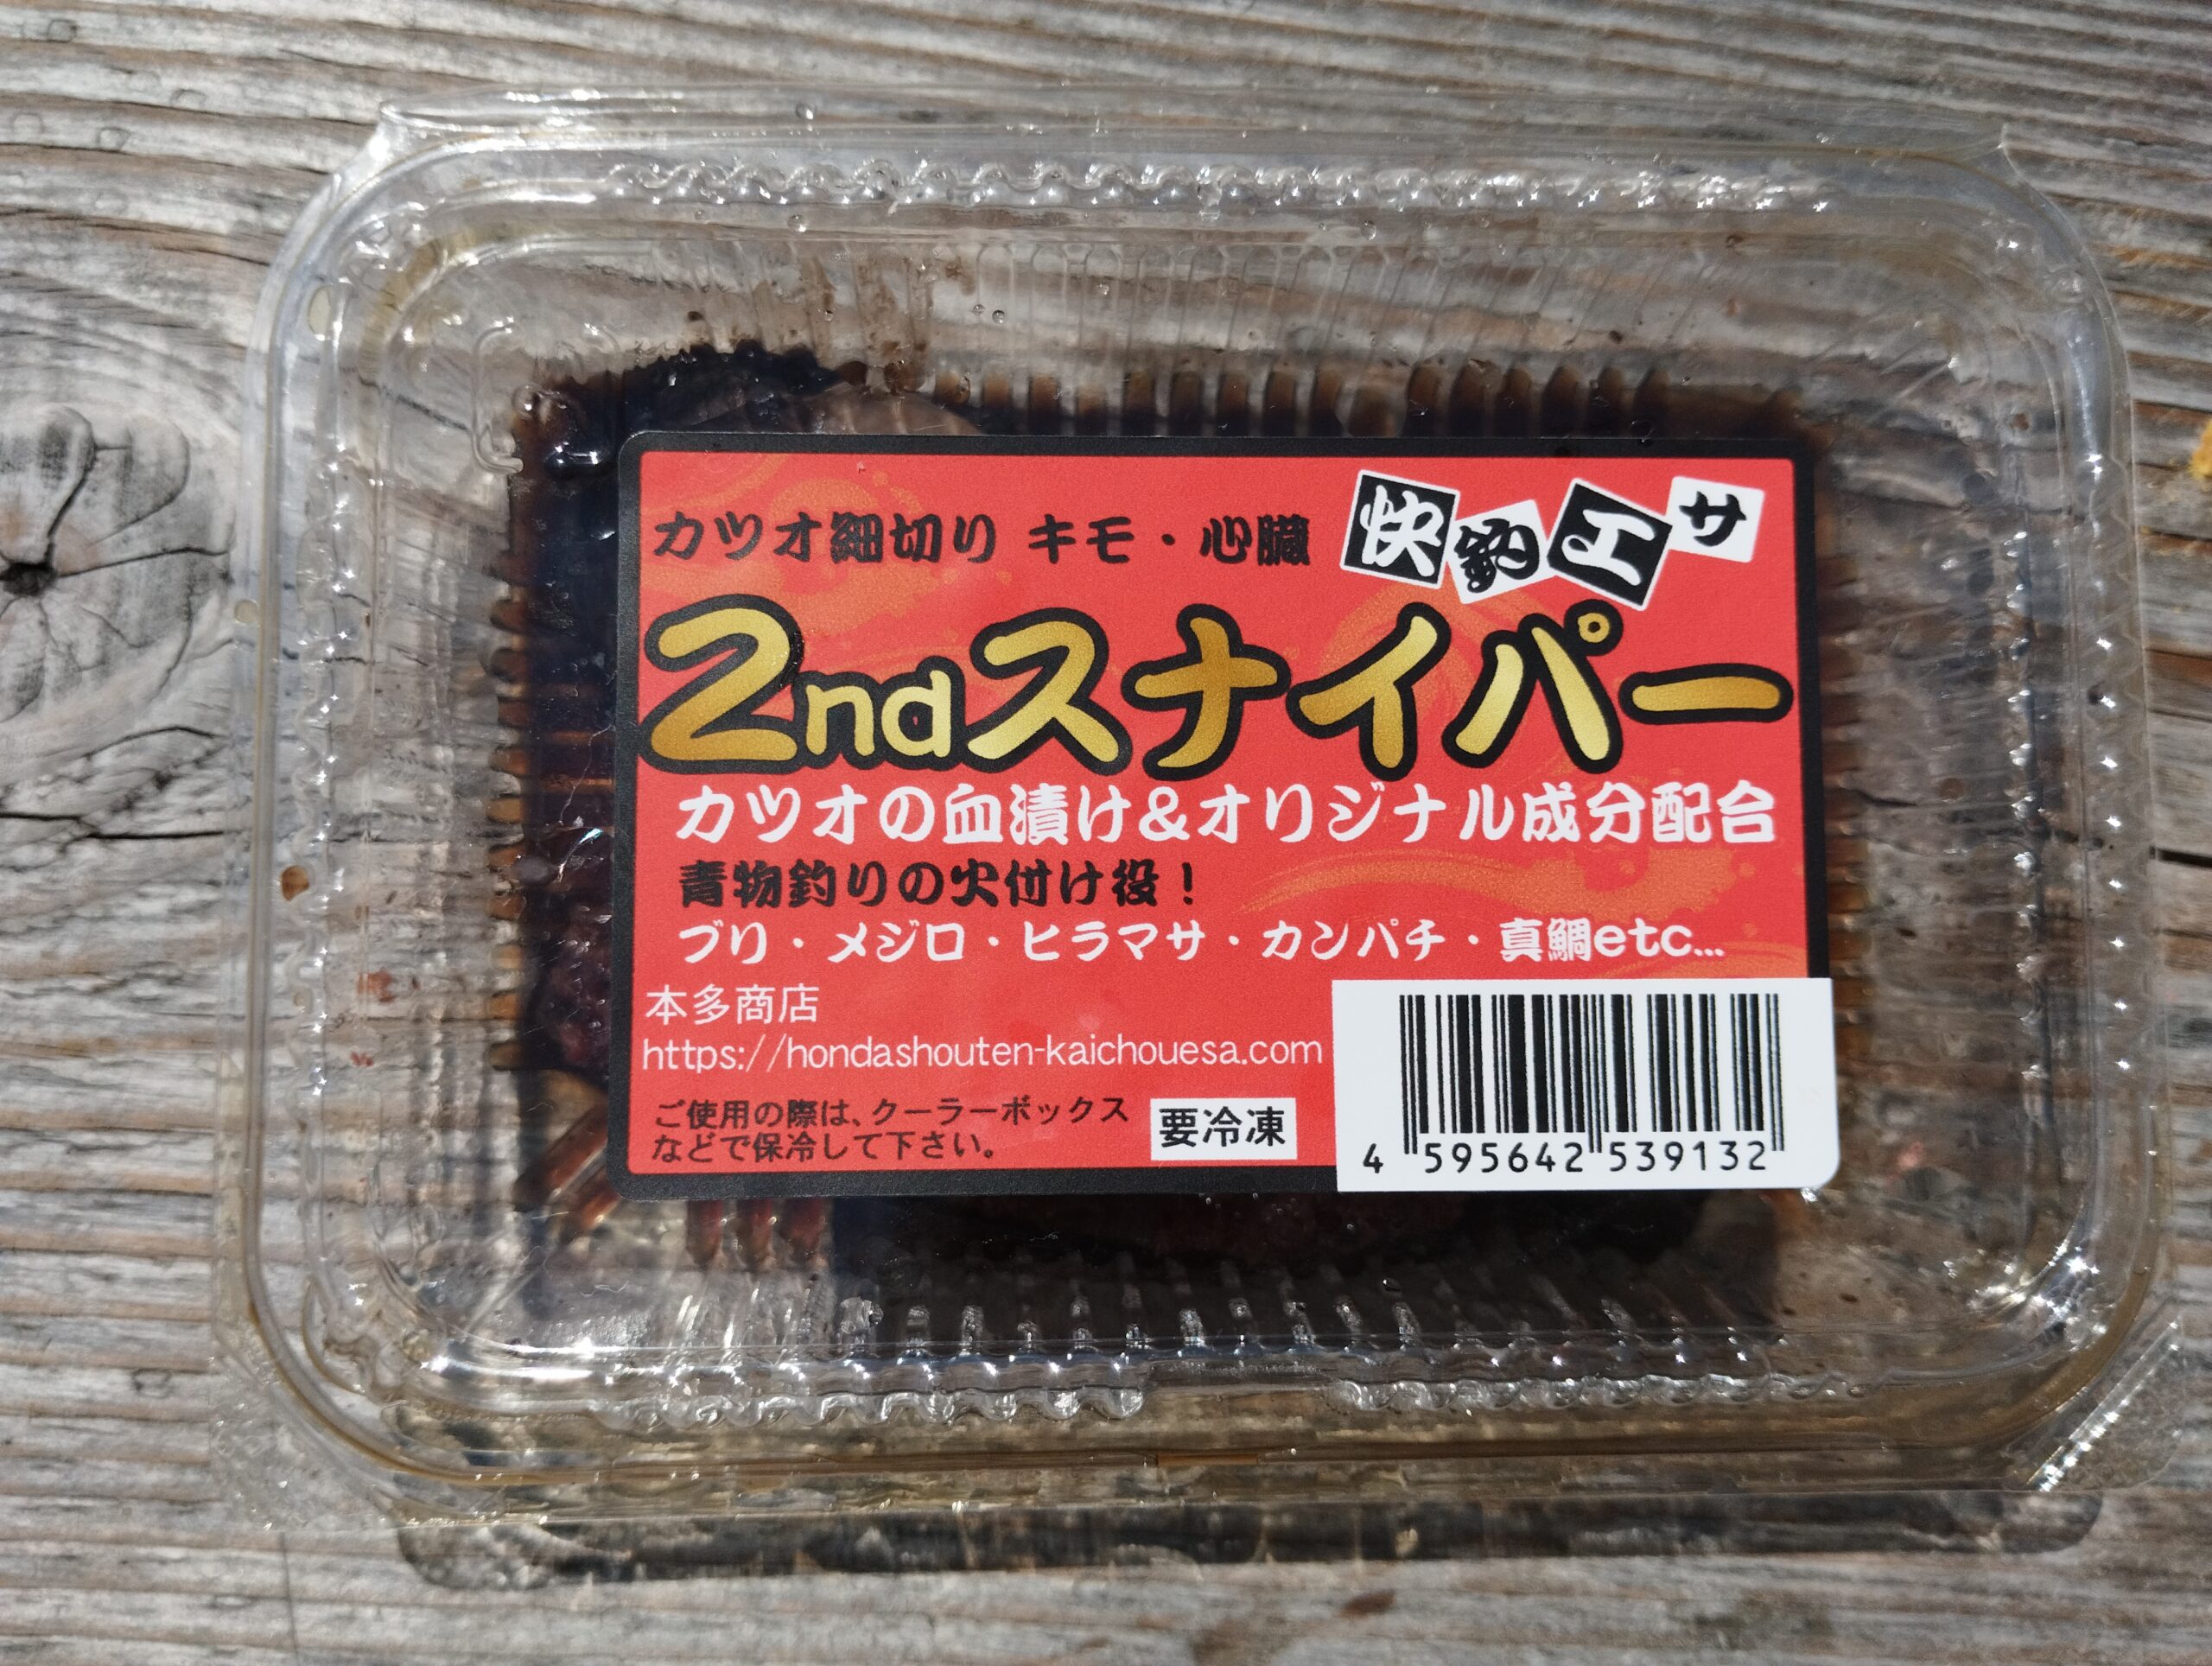 カツオ細切り キモ・心臓 快釣エサ
2ndスナイパー
カツオの血漬け&オリジナル成分配合
青物釣りの火付け役！
ブリ・メジロ・ヒラマサ・カンパチ・真鯛etc...
本多商店
https://hondashouten-kaichouesa.com
ご使用の際は、クーラーボックス
などで保冷して下さい。
要冷凍
4 595642 539132